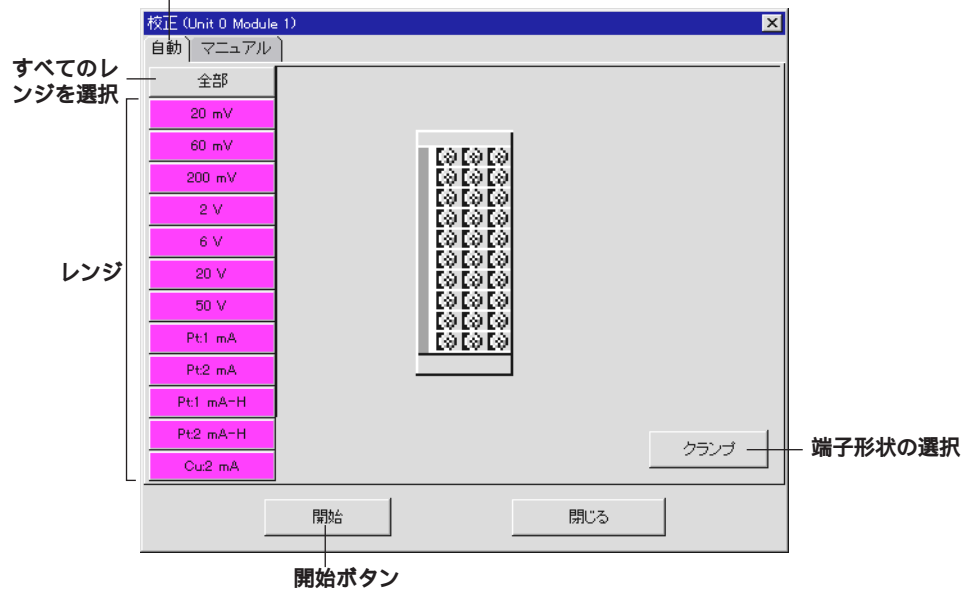 校正 (Unit 0 Module 1)
自動 マニュアル
すべてのレ
ンジを選択
全部
20 mV
60 mV
200 mV
2 V
6 V
レンジ
20 V
50 V
Pt:1 mA
Pt:2 mA
Pt:1 mA-H
Pt:2 mA-H
Cu:2 mA
クランプ
端子形状の選択
開始
閉じる
開始ボタン